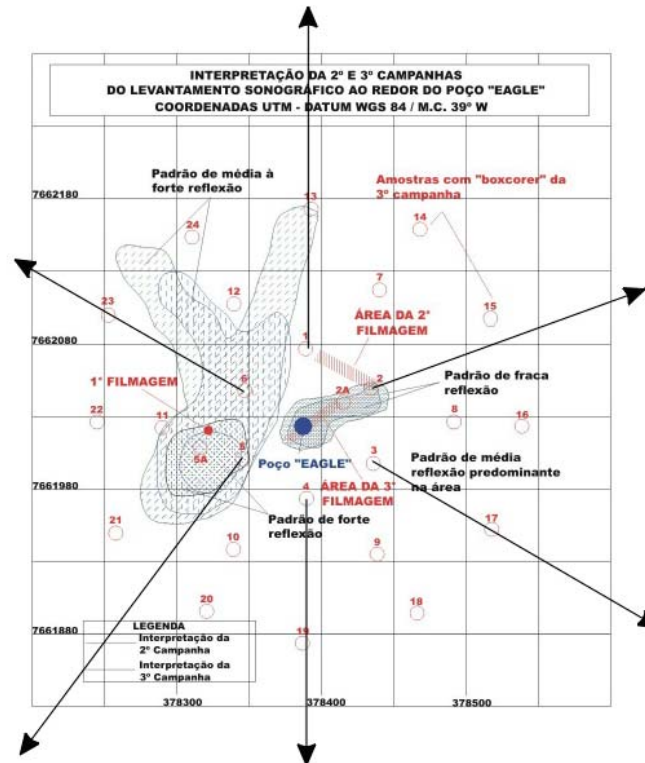 INTERPRETAÇÃO DA 2º E 3º CAMPANHAS
DO LEVANTAMENTO SONOGRÁFICO AO REDOR DO POÇO "EAGLE"
COORDENADAS UTM - DATUM WGS 84 / M.C. 39º W
Padrão de média à
forte reflexão
Amostras com "boxcorer" da
3º campanha
7662180
13
14
24
12
7
15
23
ÁREA DA 2º
FILMAGEM
7662080
1
Padrão de fraca
reflexão
1º FILMAGEM
6
2A
2
22
11
8
16
5A
5
Poço "EAGLE"
3
Padrão de média
reflexão predominante
na área
7661980
4
ÁREA DA 3º
FILMAGEM
Padrão de forte
reflexão
21
10
9
17
20
18
7661880
LEGENDA
Interpretação da
2º Campanha
Interpretação da
3º Campanha
19
378300
378400
378500